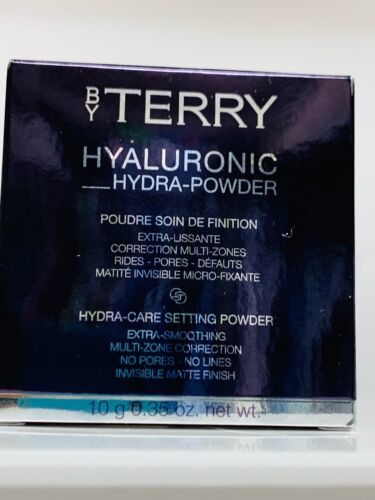 BY TERRY
HYALURONIC
HYDRA-POWDER
POUDRE SOIN DE FINITION
EXTRA-LISSANTE
CORRECTION MULTI-ZONES
RIDES - PORES - DÉFAUTS
MATITÉ INVISIBLE MICRO-FIXANTE
HYDRA-CARE SETTING POWDER
EXTRA-SMOOTHING
MULTI-ZONE CORRECTION
NO PORES - NO LINES
INVISIBLE MATTE FINISH
10 g 0.35 oz. net wt.